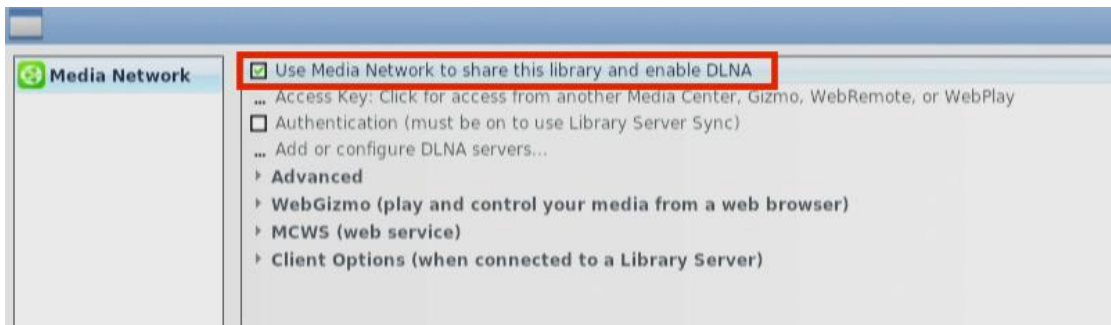 Media Network
Use Media Network to share this library and enable DLNA
... Access Key: Click for access from another Media Center, Gizmo, WebRemote, or WebPlay
Authentication (must be on to use Library Server Sync)
... Add or configure DLNA servers...
Advanced
WebGizmo (play and control your media from a web browser)
MCWS (web service)
Client Options (when connected to a Library Server)